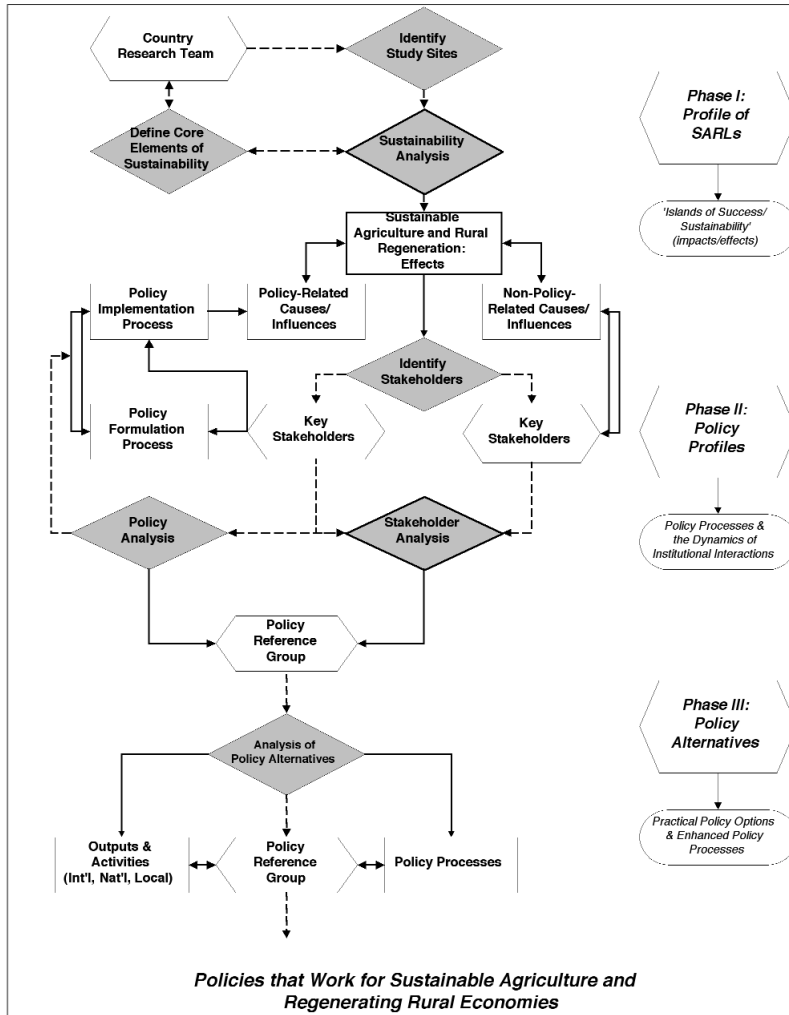 Country
Research Team
Identify
Study Sites
Define Core
Elements of
Sustainability
Sustainability
Analysis
Phase I:
Profile of
SARLs
'Islands of Success/
Sustainability'
(impacts/effects)
Sustainable
Agriculture and Rural
Regeneration:
Effects
Policy
Implementation
Process
Policy-Related
Causes/
Influences
Non-Policy-
Related Causes/
Influences
Identify
Stakeholders
Policy
Formulation
Process
Key
Stakeholders
Key
Stakeholders
Phase II:
Policy
Profiles
Policy
Analysis
Stakeholder
Analysis
Policy Processes &
the Dynamics of
Institutional Interactions
Policy
Reference
Group
Phase III:
Policy
Alternatives
Analysis of
Policy Alternatives
Outputs &
Activities
(Int'l, Nat'l, Local)
Policy
Reference
Group
Policy Processes
Practical Policy Options
& Enhanced Policy
Processes
Policies that Work for Sustainable Agriculture and
Regenerating Rural Economies